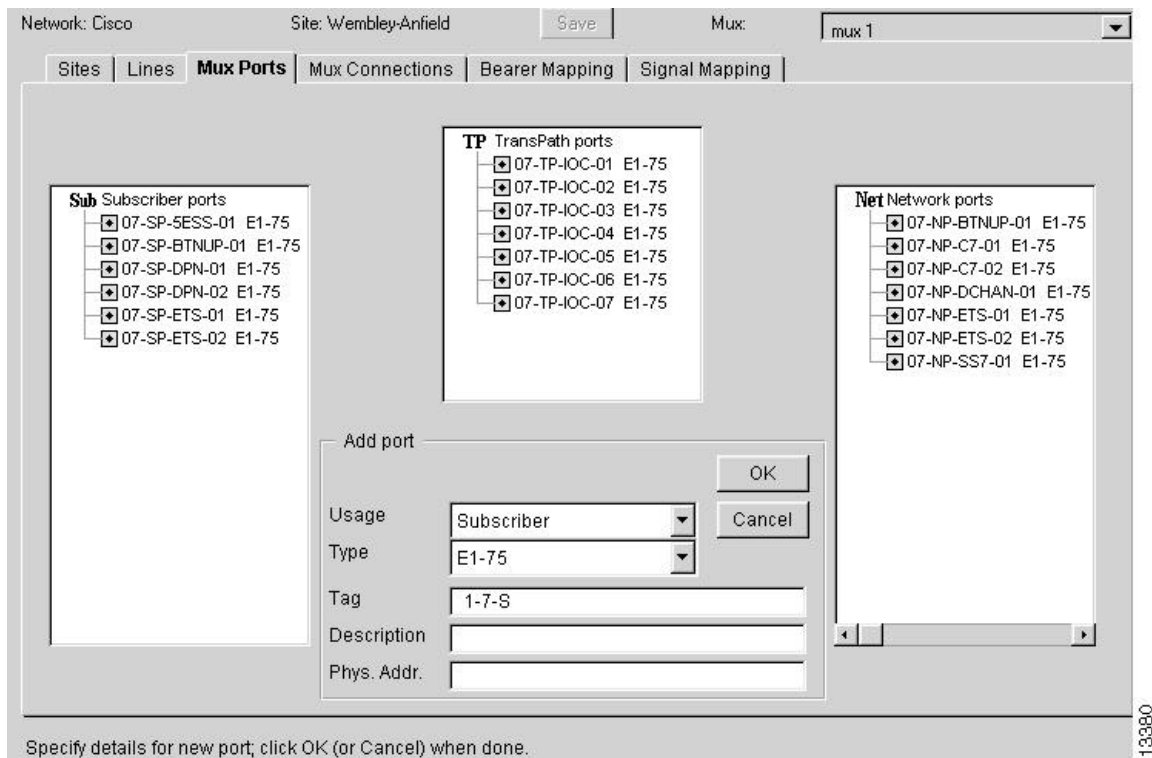 Network: Cisco Site: Wembley-Anfield Save Mux: mux 1
Sites Lines Mux Ports Mux Connections Bearer Mapping Signal Mapping
Sub Subscriber ports
07-SP-5ESS-01 E1-75
07-SP-BTNUP-01 E1-75
07-SP-DPN-01 E1-75
07-SP-DPN-02 E1-75
07-SP-ETS-01 E1-75
07-SP-ETS-02 E1-75
TP TransPath ports
07-TP-IOC-01 E1-75
07-TP-IOC-02 E1-75
07-TP-IOC-03 E1-75
07-TP-IOC-04 E1-75
07-TP-IOC-05 E1-75
07-TP-IOC-06 E1-75
07-TP-IOC-07 E1-75
Net Network ports
07-NP-BTNUP-01 E1-75
07-NP-C7-01 E1-75
07-NP-C7-02 E1-75
07-NP-DCHAN-01 E1-75
07-NP-ETS-01 E1-75
07-NP-ETS-02 E1-75
07-NP-SS7-01 E1-75
Add port
OK
Usage Subscriber Cancel
Type E1-75
Tag 1-7-S
Description
Phys. Addr.
Specify details for new port; click OK (or Cancel) when done.
13380